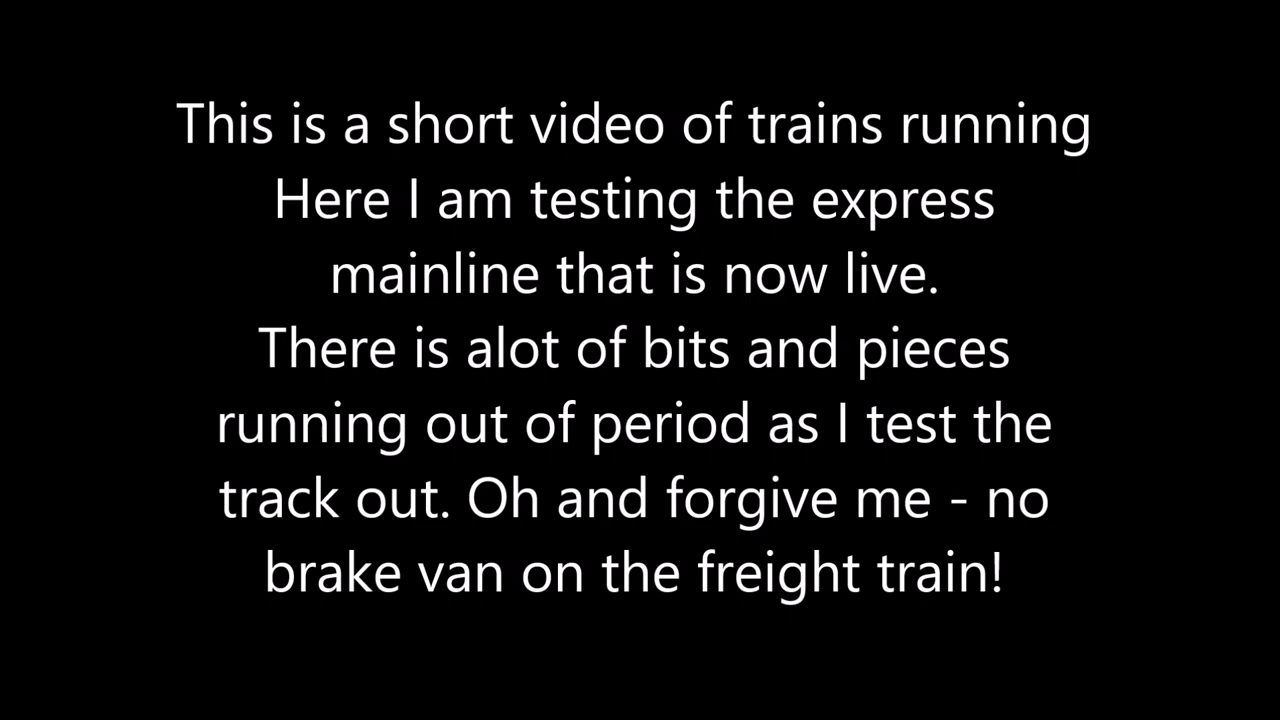 This is a short video of trains running
Here I am testing the express
mainline that is now live.
There is alot of bits and pieces
running out of period as I test the
track out. Oh and forgive me - no
brake van on the freight train!